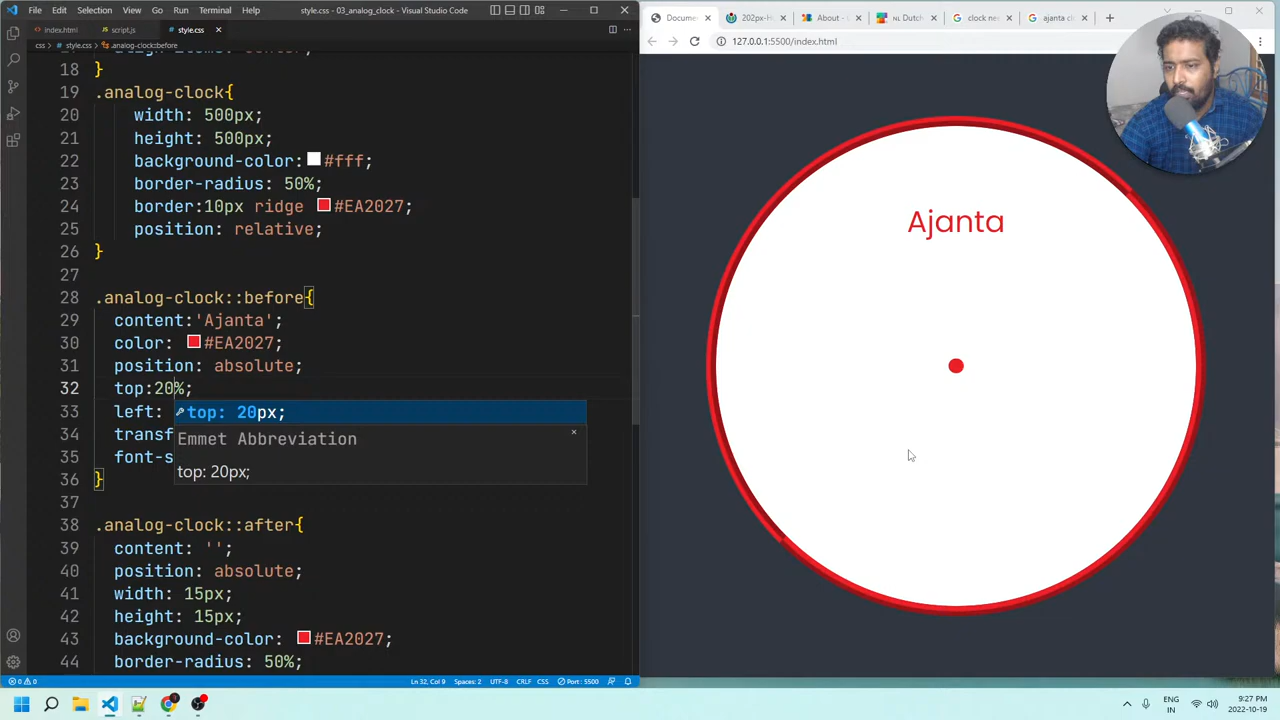 File Edit Selection View Go Run Terminal Help
style.css - 03_analog_clock - Visual Studio Code
index.html
script.js
style.css
css > style.css > .analog-clock:before
18 }
19 .analog-clock{
20 width: 500px;
21 height: 500px;
22 background-color: #fff;
23 border-radius: 50%;
24 border:10px ridge #EA2027;
25 position: relative;
26 }
27
28 .analog-clock::before{
29 content:'Ajanta';
30 color: #EA2027;
31 position: absolute;
32 top:20%;
33 left:
34 transf
35 font-s
36 }
top: 20px;
Emmet Abbreviation
top: 20px;
37
38 .analog-clock::after{
39 content: '';
40 position: absolute;
41 width: 15px;
42 height: 15px;
43 background-color: #EA2027;
44 border-radius: 50%;
0 0 Ln 32, Col 9 Spaces: 2 UTF-8 CRLF CSS Port : 5500
Docume
202px-H
About -
NL Dutch
clock nee
ajanta cl
127.0.0.1:5500/index.html
Ajanta
ENG
IN
9:27 PM
2022-10-19